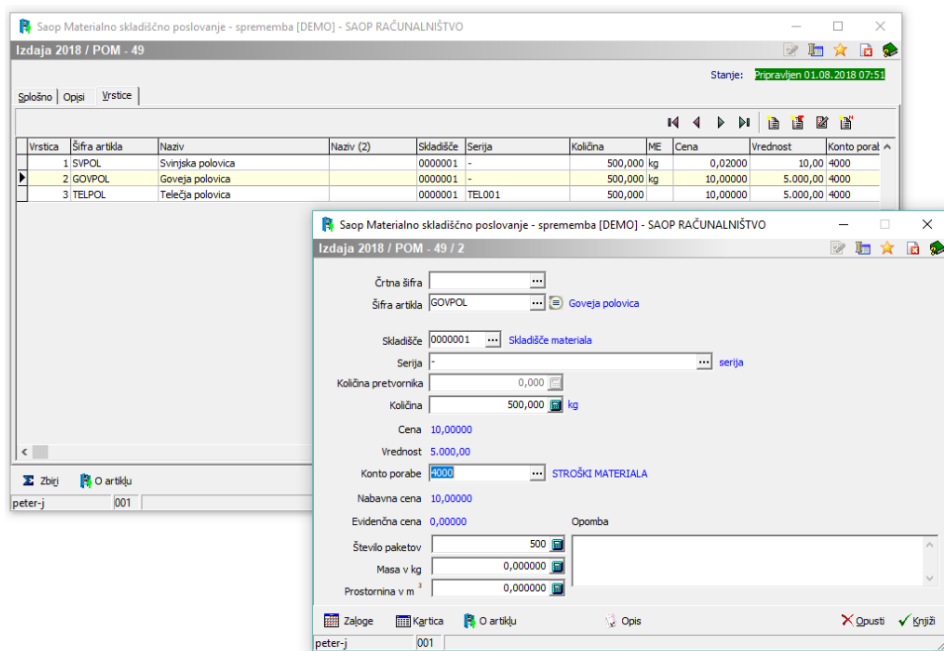 Saop Materialno skladiščno poslovanje - sprememba [DEMO] - SAOP RAČUNALNIŠTVO
Izdaja 2018 / POM - 49
Stanje: Pripravljen 01.08.2018 07:51
Splošno Opisi Vrstice
Vrstica Šifra artikla Naziv Naziv (2) Skladišče Serija Količina ME Cena Vrednost Konto porab
1 SVPOL Svinjska polovica 0000001 - 500,000 kg 0,02000 10,00 4000
2 GOVPOL Goveja polovica 0000001 - 500,000 kg 10,00000 5.000,00 4000
3 TELPOL Telečja polovica 0000001 TEL001 500,000 10,00000 5.000,00 4000
Zbirj O artiklu
peter-j 001
Saop Materialno skladiščno poslovanje - sprememba [DEMO] - SAOP RAČUNALNIŠTVO
Izdaja 2018 / POM - 49 / 2
Črtna šifra ...
Šifra artikla GOVPOL ... Goveja polovica
Skladišče 0000001 ... Skladišče materiala
Serija - ... serija
Količina pretvornika 0,000
Količina 500,000 kg
Cena 10,00000
Vrednost 5.000,00
Konto porabe 4000 ... STROŠKI MATERIALA
Nabavna cena 10,00000
Evidenčna cena 0,00000 Opomba
Število paketov 500
Masa v kg 0,000000
Prostornina v m ³ 0,000000
Zaloge Kartica O artiklu Opis Opusti Knjiži
peter-j 001